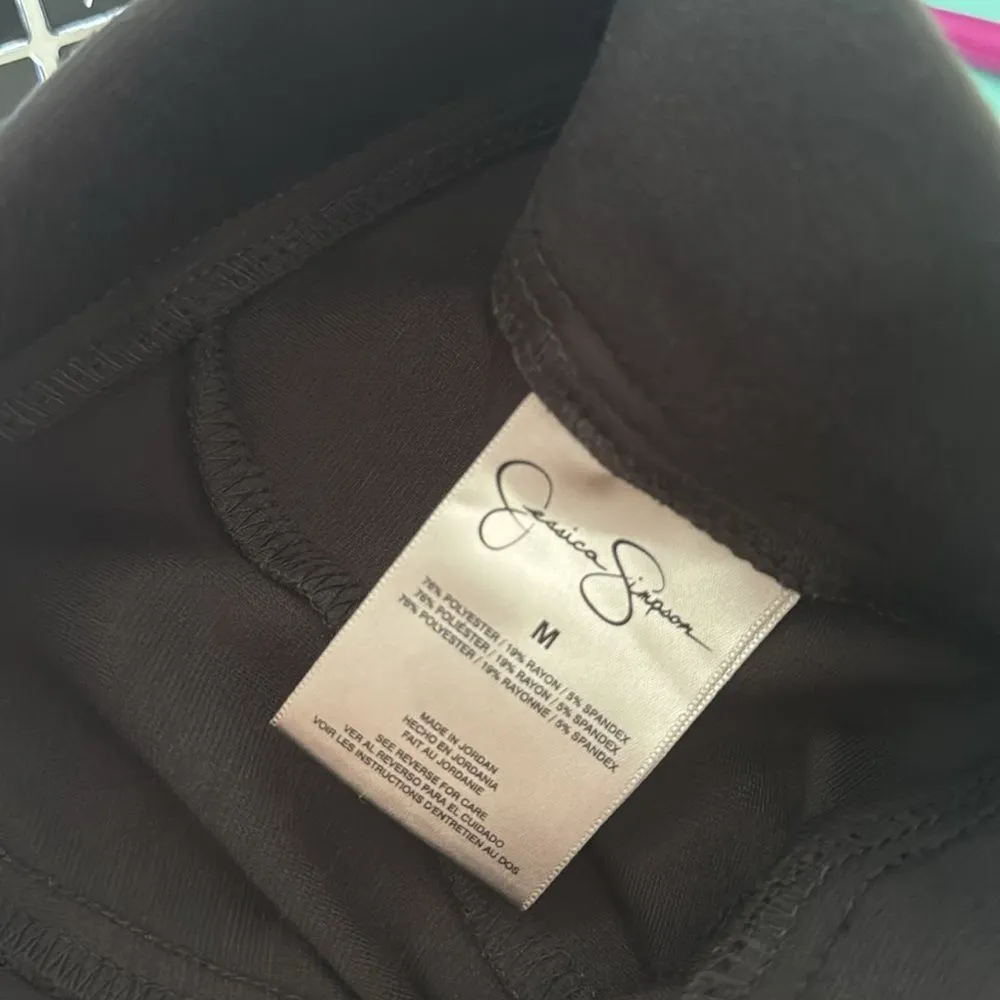 Jessica Simpson
M
76% POLYESTER / 19% RAYON / 5% SPANDEX
76% POLIÉSTER / 19% RAYON / 5% SPANDEX
76% POLYESTER / 19% RAYONNE / 5% SPANDEX
MADE IN JORDAN
HECHO EN JORDANIA
FAIT AU JORDANIE
SEE REVERSE FOR CARE
VER AL REVERSO PARA EL CUIDADO
VOIR LES INSTRUCTIONS D'ENTRETIEN AU DOS